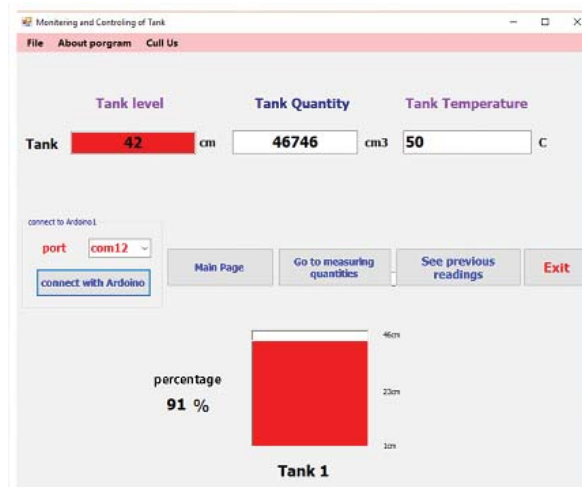 Monitering and Controling of Tank
File About porgram Cull Us
Tank level Tank Quantity Tank Temperature
Tank 42 cm 46746 cm3 50 C
connect to Ardoino1
port com12
connect with Ardoino
Main Page
Go to measuring
quantities
See previous
readings
Exit
46cm
percentage
91 %
23cm
1cm
Tank 1